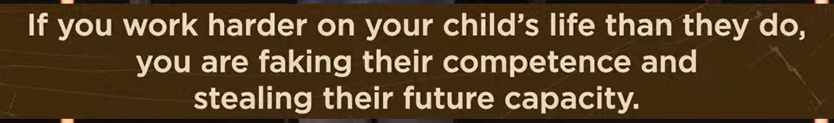 If you work harder on your child's life than they do,
you are faking their competence and
stealing their future capacity.